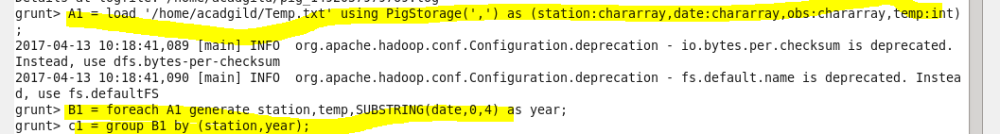 grunt> A1 = load '/home/acadgild/Temp.txt' using PigStorage(',') as (station:chararray,date:chararray,obs:chararray,temp:int)
;
2017-04-13 10:18:41,089 [main] INFO  org.apache.hadoop.conf.Configuration.deprecation - io.bytes.per.checksum is deprecated.
Instead, use dfs.bytes-per-checksum
2017-04-13 10:18:41,090 [main] INFO  org.apache.hadoop.conf.Configuration.deprecation - fs.default.name is deprecated. Instea
d, use fs.defaultFS
grunt> B1 = foreach A1 generate station,temp,SUBSTRING(date,0,4) as year;
grunt> c1 = group B1 by (station,year);